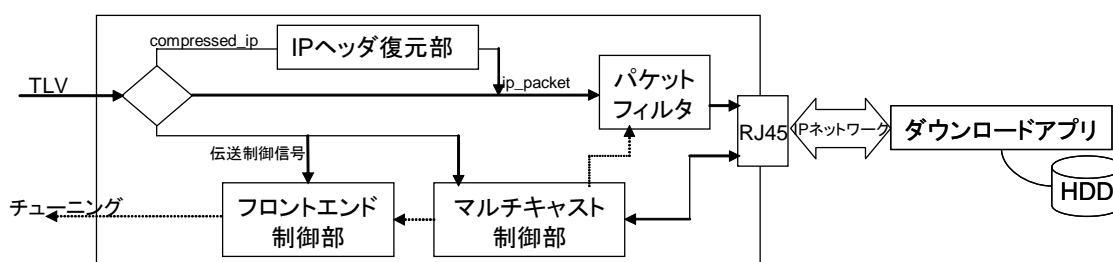 compressed_ip
IPヘッダ復元部
TLV
ip_packet
パケット
フィルタ
RJ45
IPネットワーク
ダウンロードアプリ
HDD
伝送制御信号
チューニング
フロントエンド
制御部
マルチキャスト
制御部